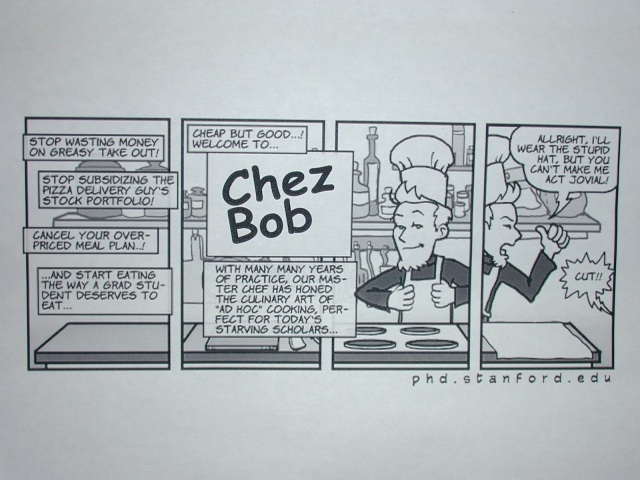 STOP WASTING MONEY
ON GREASY TAKE OUT!
STOP SUBSIDIZING THE
PIZZA DELIVERY GUY'S
STOCK PORTFOLIO!
CANCEL YOUR OVER-
PRICED MEAL PLAN..!
...AND START EATING
THE WAY A GRAD STU-
DENT DESERVES TO
EAT...
CHEAP BUT GOOD...!
WELCOME TO...
Chez
Bob
WITH MANY MANY YEARS
OF PRACTICE, OUR MAS-
TER CHEF HAS HONED
THE CULINARY ART OF
"AD HOC" COOKING, PER-
FECT FOR TODAY'S
STARVING SCHOLARS...
ALLRIGHT, I'LL
WEAR THE STUPID
HAT, BUT YOU
CAN'T MAKE ME
ACT JOVIAL!
CUT!!
phd.stanford.edu